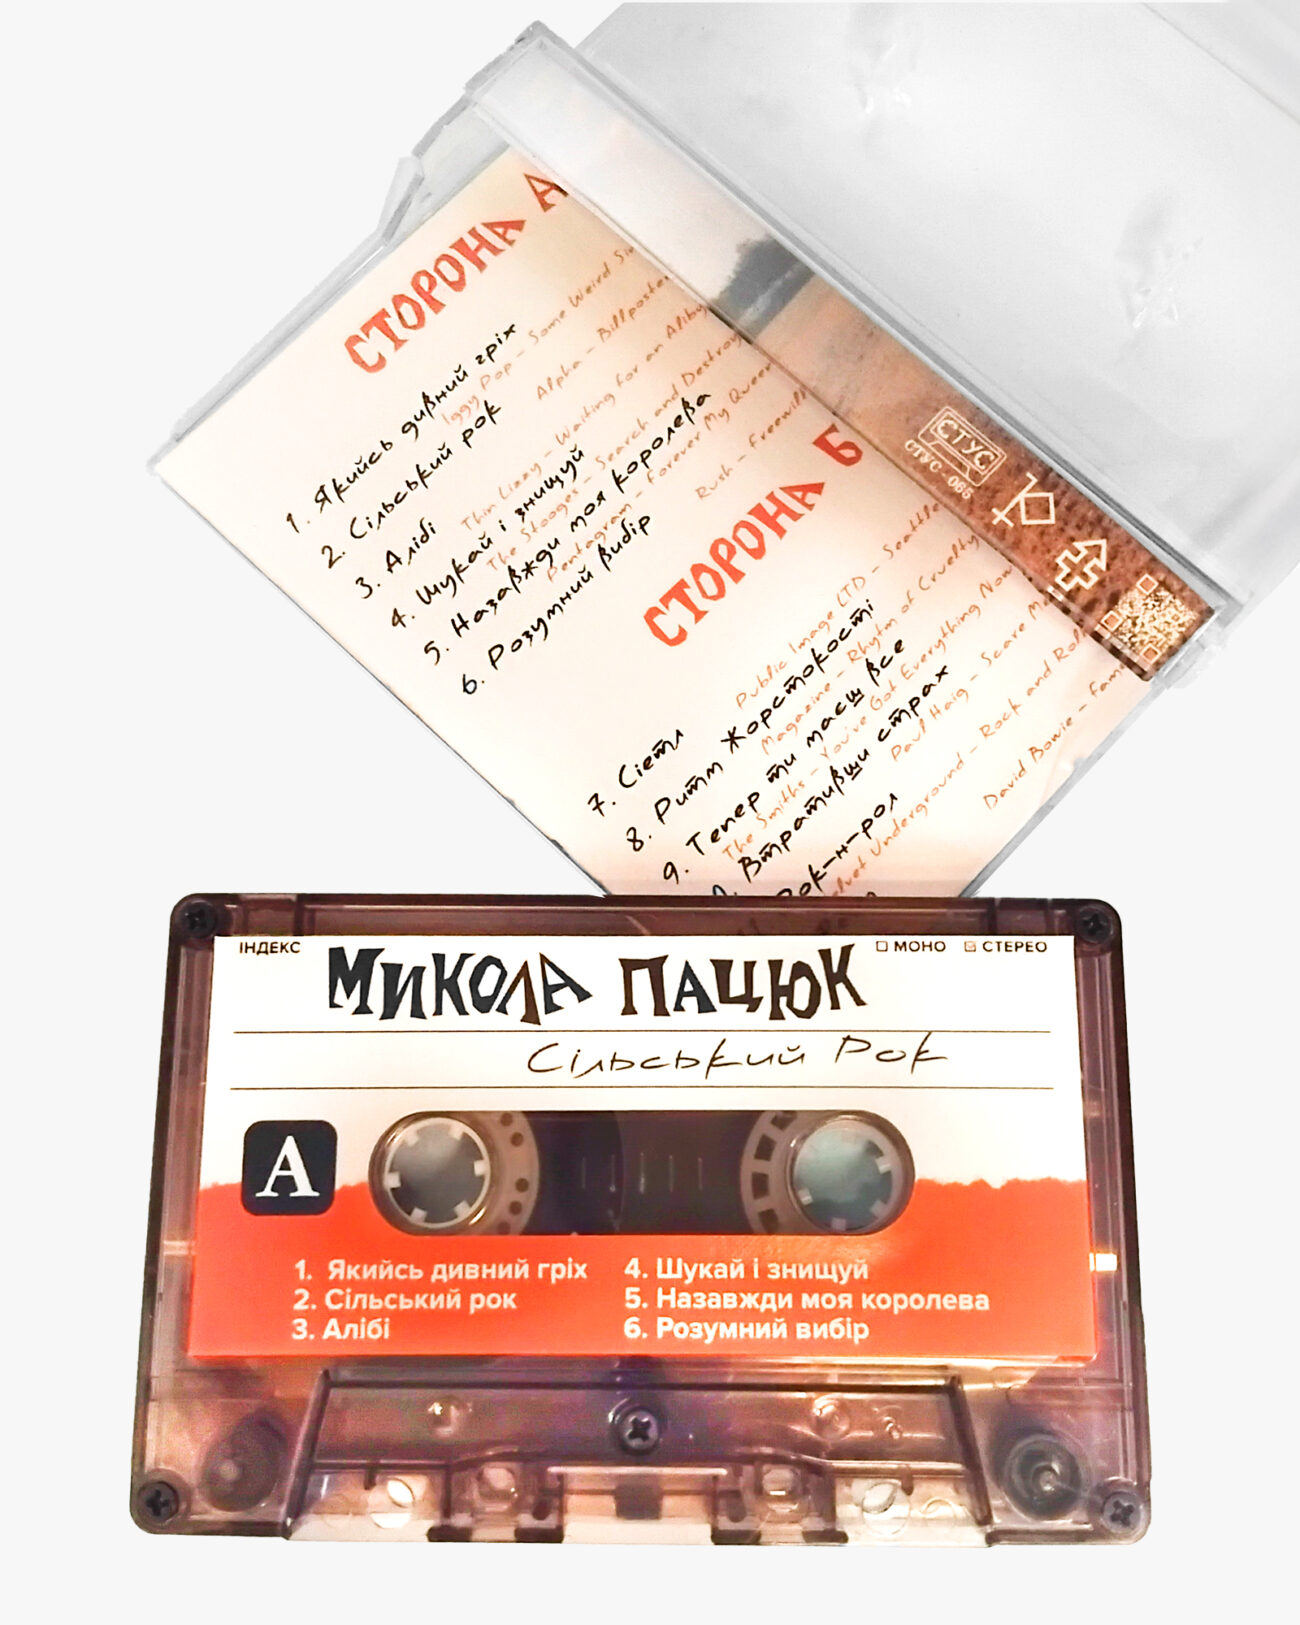 СТОРОНА А
1. Якийсь дивний гріх
Iggy Pop – Some Weird Sin
2. Сільський рок
Alpha – Billposter
3. Алібі
Thin Lizzy – Waiting for an Aliby
4. Шукай і знищуй
The Stooges – Search and Destroy
5. Назавжди моя королева
Pentagram – Forever My Queen
6. Розумний вибір
Rush – Freewill
СТОРОНА Б
7. Сіетл
Public Image LTD – Seattle
8. Ритм жорстокості
Magazine – Rhytm of Cruelty
9. Тепер ти маєш все
The Smiths – You've Got Everything Now
Втративши страх
Paul Haig – Scare Me
Рок-н-рол
Underground – Rock and Roll
David Bowie – Fame
СТУС
СТУС-065
ІНДЕКС
МИКОЛА ПАЦЮК
МОНО СТЕРЕО
Сільський Рок
А
1. Якийсь дивний гріх
2. Сільський рок
3. Алібі
4. Шукай і знищуй
5. Назавжди моя королева
6. Розумний вибір